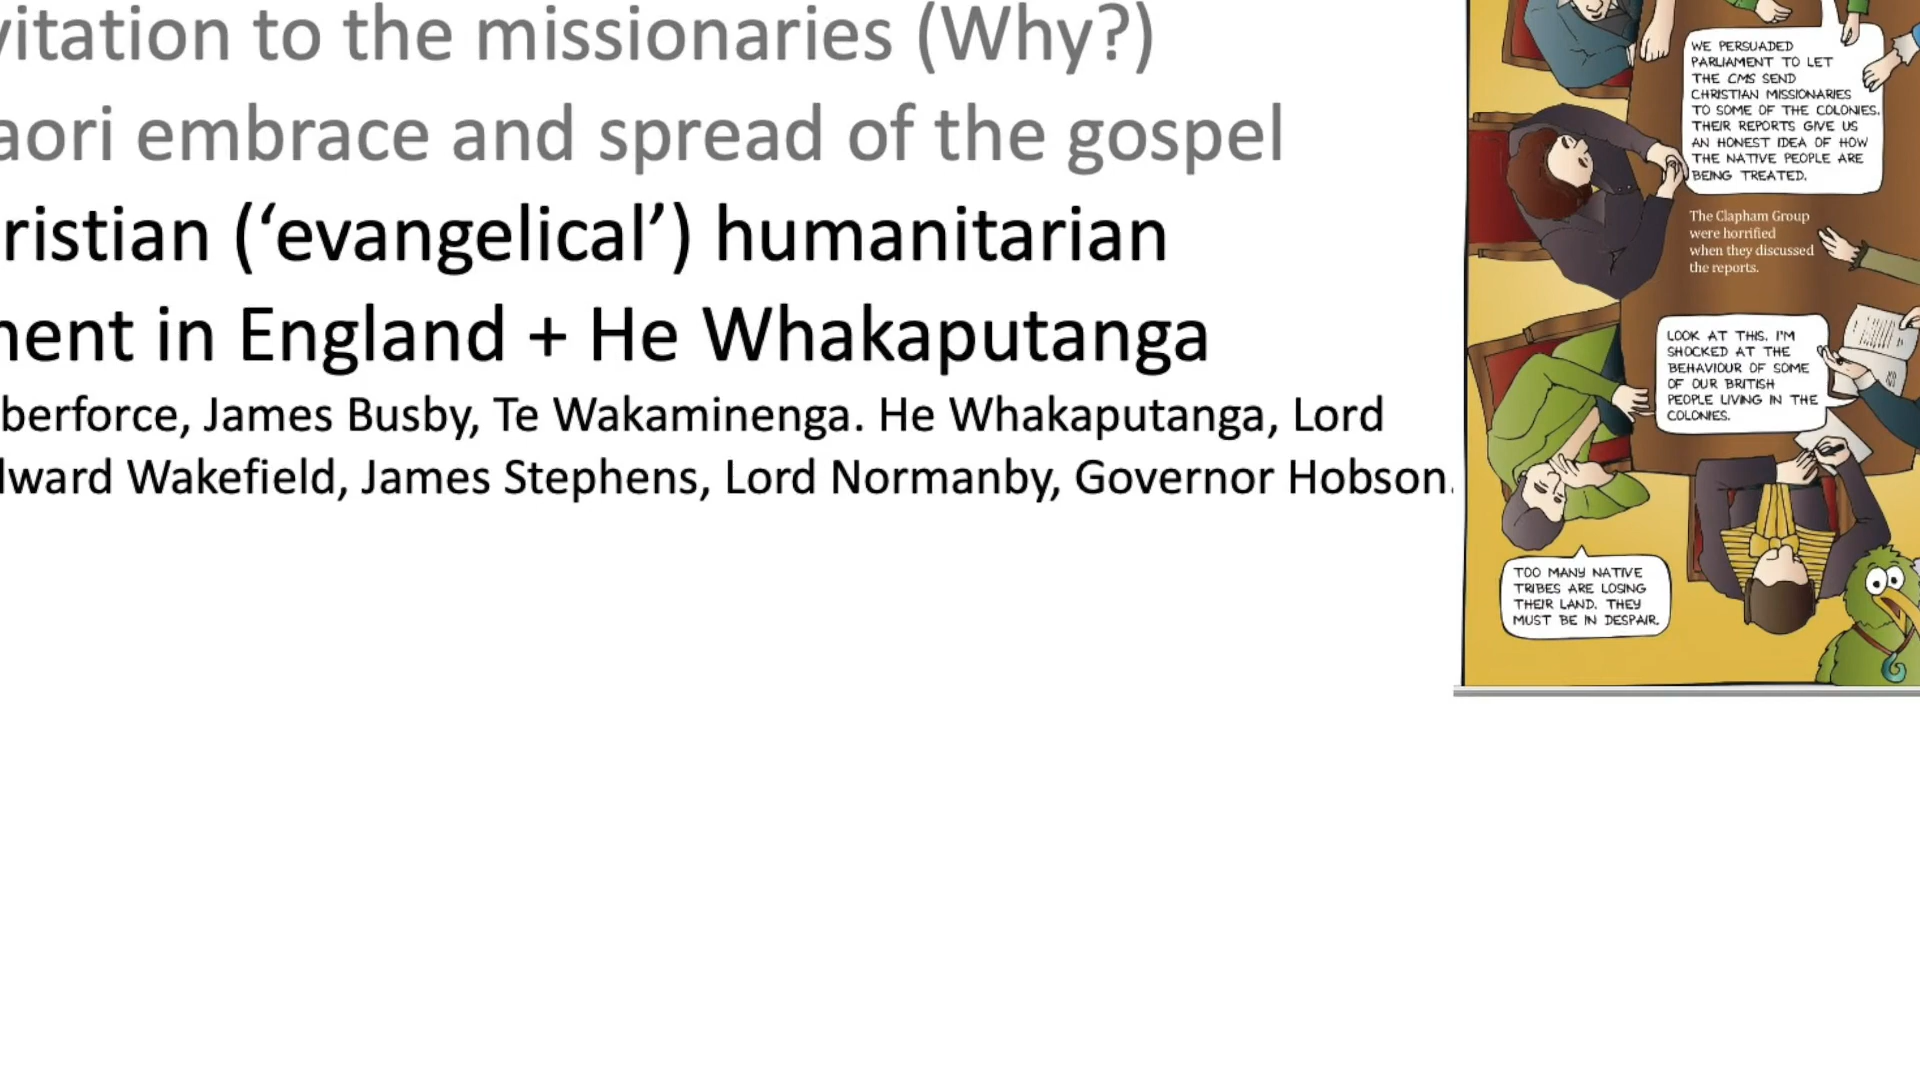 vitation to the missionaries (Why?)
aori embrace and spread of the gospel
ristian (‘evangelical’) humanitarian
nent in England + He Whakaputanga
berforce, James Busby, Te Wakaminenga. He Whakaputanga, Lord
lward Wakefield, James Stephens, Lord Normanby, Governor Hobson.
WE PERSUADED
PARLIAMENT TO LET
THE CMS SEND
CHRISTIAN MISSIONARIES
TO SOME OF THE COLONIES.
THEIR REPORTS GIVE US
AN HONEST IDEA OF HOW
THE NATIVE PEOPLE ARE
BEING TREATED.
The Clapham Group
were horrified
when they discussed
the reports.
LOOK AT THIS. I'M
SHOCKED AT THE
BEHAVIOUR OF SOME
OF OUR BRITISH
PEOPLE LIVING IN THE
COLONIES.
TOO MANY NATIVE
TRIBES ARE LOSING
THEIR LAND. THEY
MUST BE IN DESPAIR.